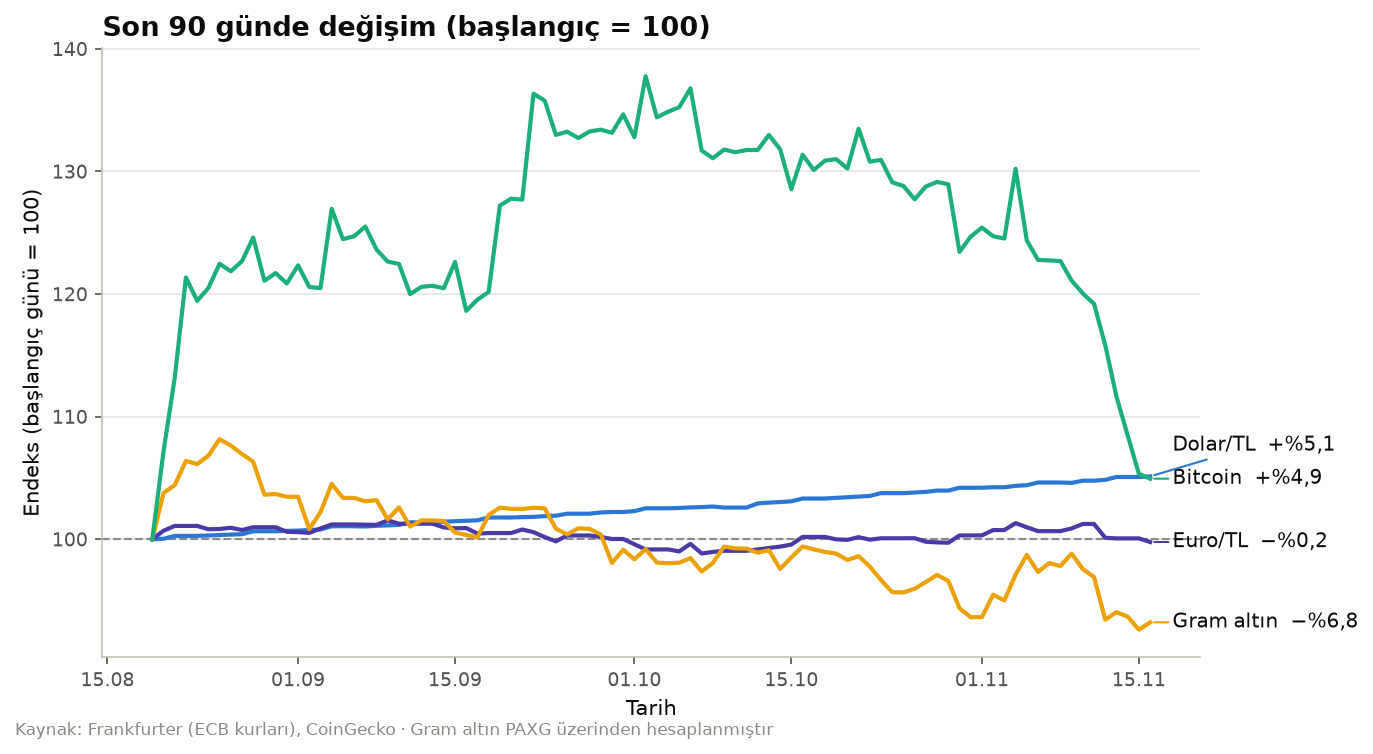 Son 90 günde değişim (başlangıç = 100)
Endeks (başlangıç günü = 100)
140
130
120
110
100
Dolar/TL +%5,1
Bitcoin +%4,9
Euro/TL −%0,2
Gram altın −%6,8
15.08
01.09
15.09
01.10
15.10
01.11
15.11
Tarih
Kaynak: Frankfurter (ECB kurları), CoinGecko · Gram altın PAXG üzerinden hesaplanmıştır